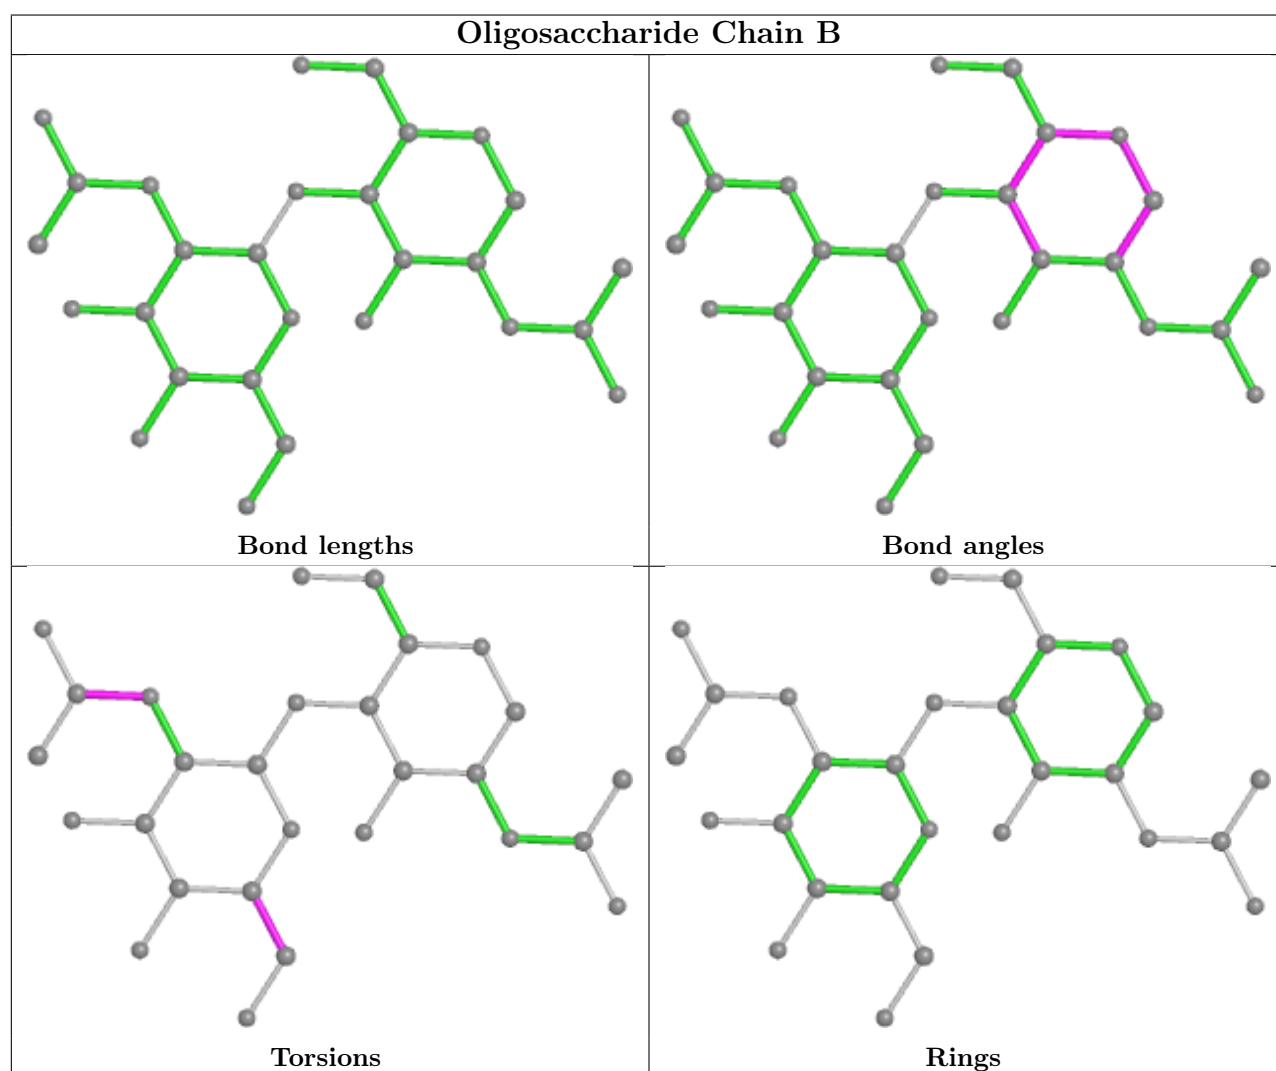 Oligosaccharide Chain B
Bond lengths
Bond angles
Torsions
Rings